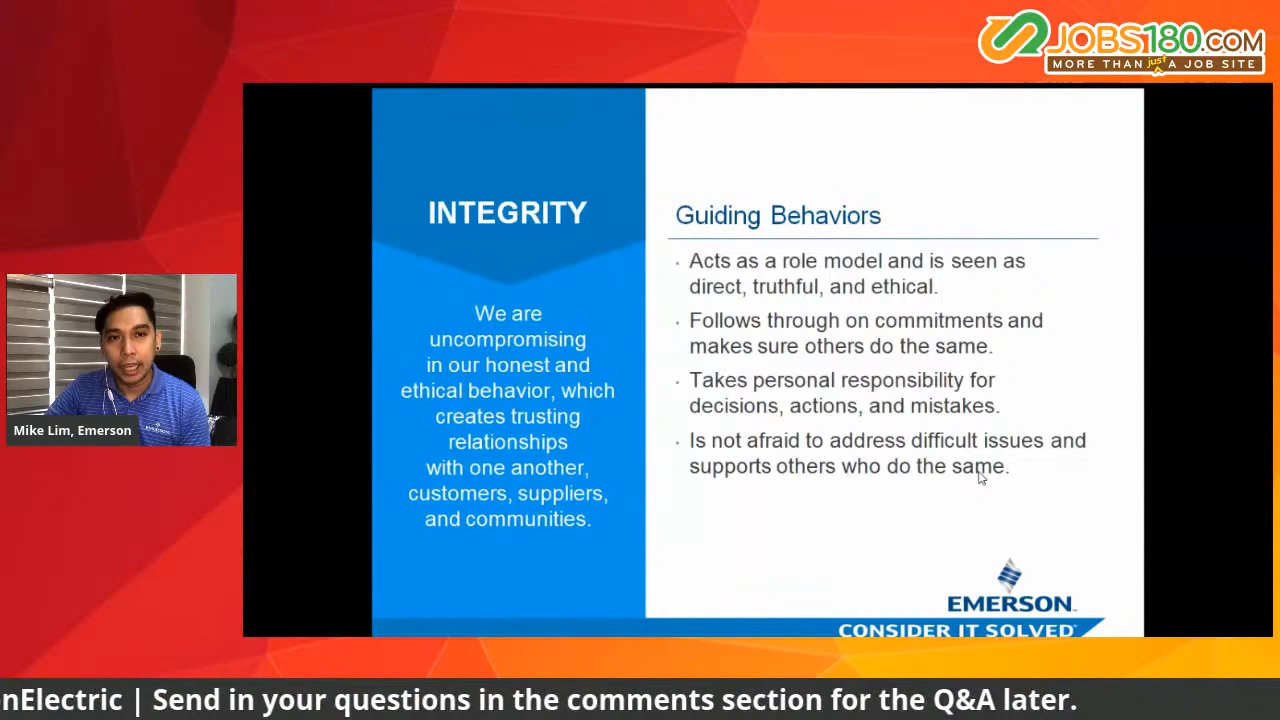 JOBS180.COM
MORE THAN just A JOB SITE
INTEGRITY
We are
uncompromising
in our honest and
ethical behavior, which
creates trusting
relationships
with one another,
customers, suppliers,
and communities.
Guiding Behaviors
· Acts as a role model and is seen as
direct, truthful, and ethical.
· Follows through on commitments and
makes sure others do the same.
· Takes personal responsibility for
decisions, actions, and mistakes.
· Is not afraid to address difficult issues and
supports others who do the same.
EMERSON™
CONSIDER IT SOLVED™
Mike Lim, Emerson
onElectric | Send in your questions in the comments section for the Q&A later.